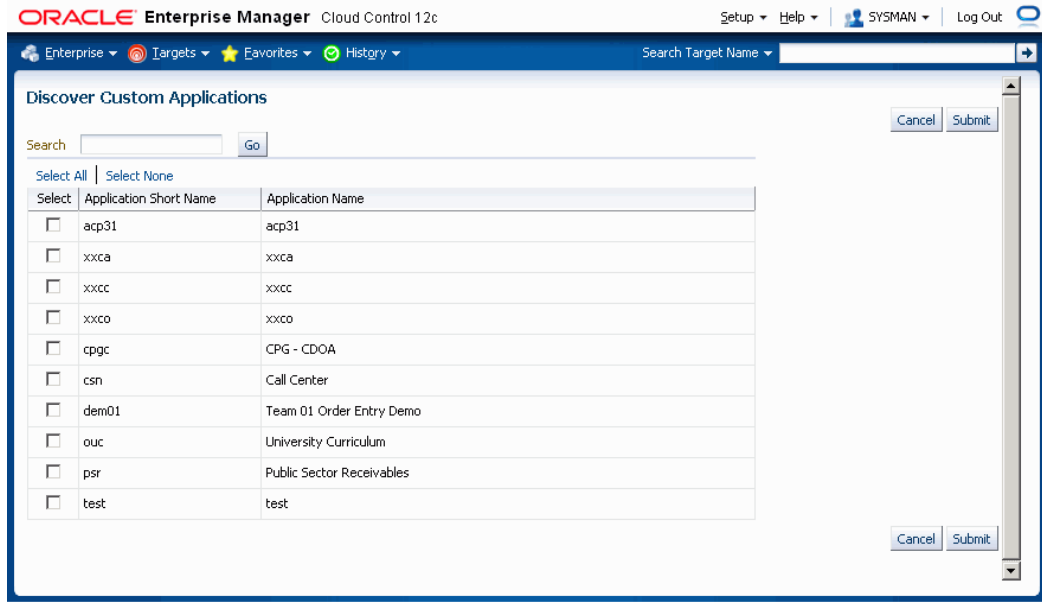 ORACLE Enterprise Manager Cloud Control 12c Setup Help SYSMAN Log Out
Enterprise Targets Favorites History Search Target Name
Discover Custom Applications
Cancel Submit
Search Go
Select All Select None
Select Application Short Name Application Name
acp31 acp31
xxca xxca
xxcc xxcc
xxco xxco
cpgc CPG - CDOA
csn Call Center
dem01 Team 01 Order Entry Demo
ouc University Curriculum
psr Public Sector Receivables
test test
Cancel Submit